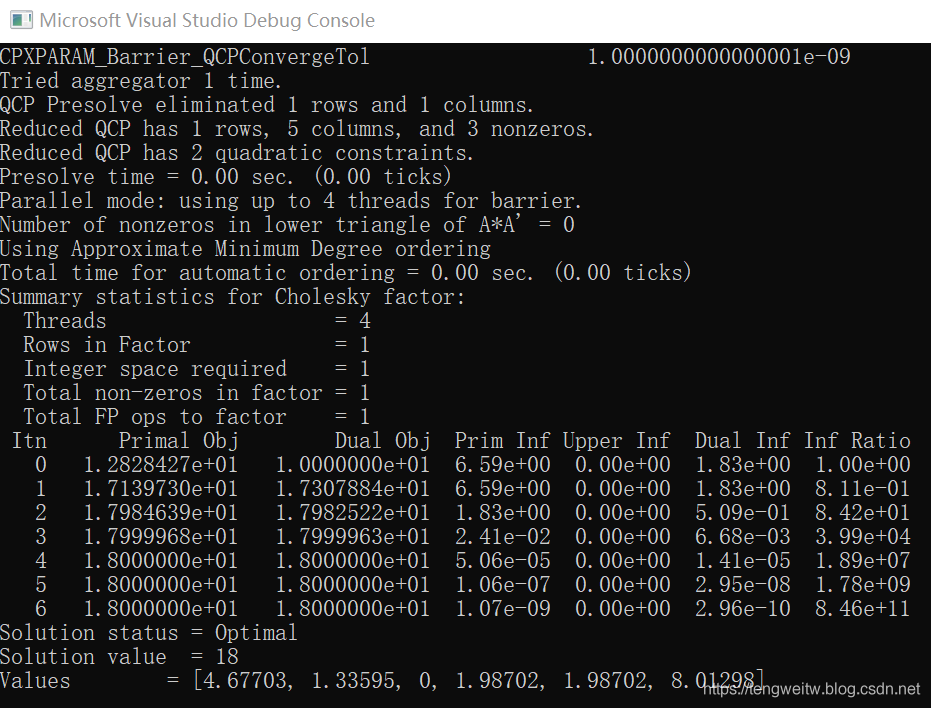 Microsoft Visual Studio Debug Console
CPXPARAM_Barrier_QCPConvergeTol                  1.0000000000000001e-09
Tried aggregator 1 time.
QCP Presolve eliminated 1 rows and 1 columns.
Reduced QCP has 1 rows, 5 columns, and 3 nonzeros.
Reduced QCP has 2 quadratic constraints.
Presolve time = 0.00 sec. (0.00 ticks)
Parallel mode: using up to 4 threads for barrier.
Number of nonzeros in lower triangle of A*A' = 0
Using Approximate Minimum Degree ordering
Total time for automatic ordering = 0.00 sec. (0.00 ticks)
Summary statistics for Cholesky factor:
  Threads                   = 4
  Rows in Factor            = 1
  Integer space required    = 1
  Total non-zeros in factor = 1
  Total FP ops to factor    = 1
 Itn      Primal Obj        Dual Obj  Prim Inf Upper Inf  Dual Inf Inf Ratio
   0   1.2828427e+01   1.0000000e+01  6.59e+00  0.00e+00  1.83e+00  1.00e+00
   1   1.7139730e+01   1.7307884e+01  6.59e+00  0.00e+00  1.83e+00  8.11e-01
   2   1.7984639e+01   1.7982522e+01  1.83e+00  0.00e+00  5.09e-01  8.42e+01
   3   1.7999968e+01   1.7999963e+01  2.41e-02  0.00e+00  6.68e-03  3.99e+04
   4   1.8000000e+01   1.8000000e+01  5.06e-05  0.00e+00  1.41e-05  1.89e+07
   5   1.8000000e+01   1.8000000e+01  1.06e-07  0.00e+00  2.95e-08  1.78e+09
   6   1.8000000e+01   1.8000000e+01  1.07e-09  0.00e+00  2.96e-10  8.46e+11
Solution status = Optimal
Solution value  = 18
Values        = [4.67703, 1.33595, 0, 1.98702, 1.98702, 8.01298]
https://tengweitw.blog.csdn.net